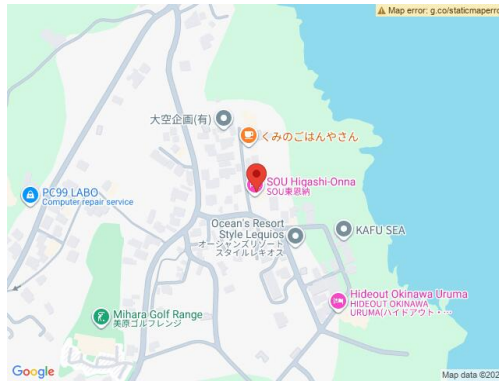 Map error: g.co/staticmaperro
大空企画(有)
くみのごはんやさん
SOU Higashi-Onna
SOU東恩納
PC99 LABO
Computer repair service
Ocean's Resort
Style Lequios
オーシャンズリゾート
スタイルレキオス
KAFU SEA
Hideout Okinawa Uruma
HIDEOUT OKINAWA
URUMA(ハイドアウト・…
Mihara Golf Range
美原ゴルフレンジ
Google
Map data ©202